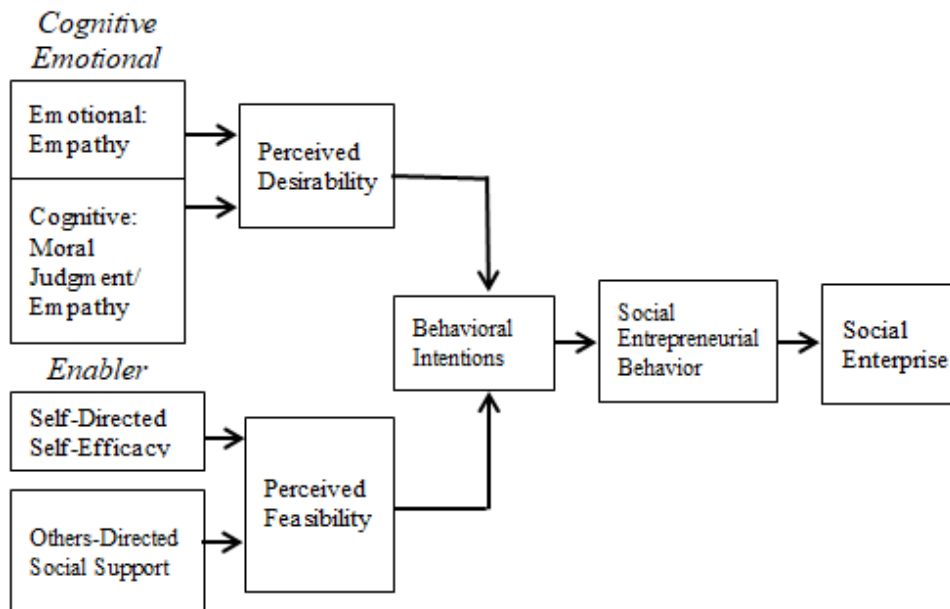 Cognitive
Emotional
Emotional:
Empathy
Cognitive:
Moral
Judgment/
Empathy
Perceived
Desirability
Enabler
Self-Directed
Self-Efficacy
Others-Directed
Social Support
Perceived
Feasibility
Behavioral
Intentions
Social
Entrepreneurial
Behavior
Social
Enterprise